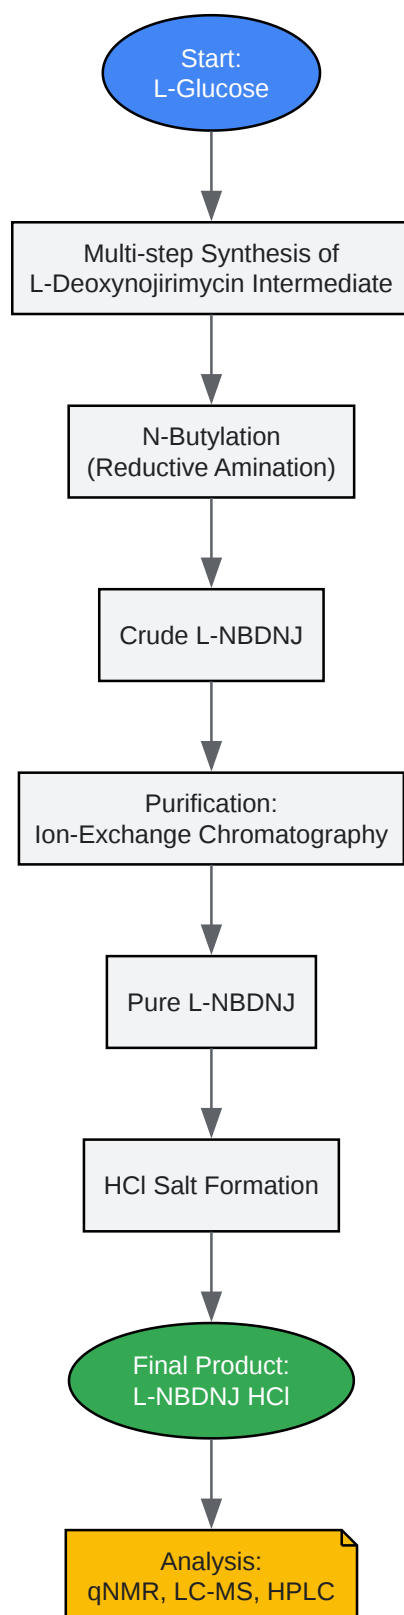 Start:
L-Glucose
Multi-step Synthesis of
L-Deoxynojirimycin Intermediate
N-Butylation
(Reductive Amination)
Crude L-NBDNJ
Purification:
Ion-Exchange Chromatography
Pure L-NBDNJ
HCl Salt Formation
Final Product:
L-NBDNJ HCl
Analysis:
qNMR, LC-MS, HPLC